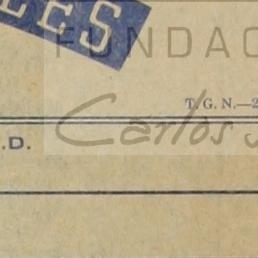 LES
FUNDAC
T. G. N.—2
Carlos S
.D.